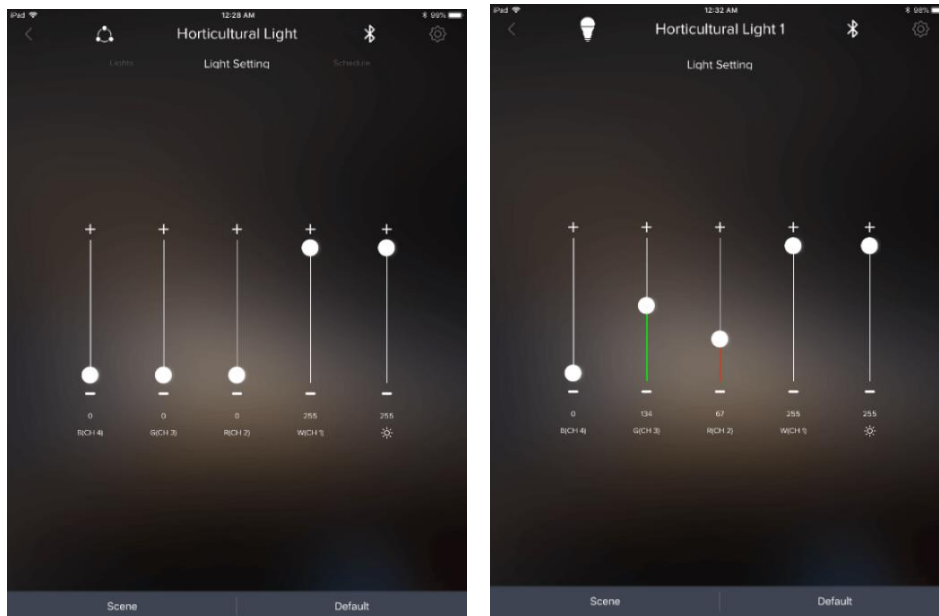 iPad 12:28 AM 99%
Horticultural Light
Lights Light Setting Schedule
+ + + + +
− − − − −
0 0 0 255 255
B(CH 4) G(CH 3) R(CH 2) W(CH 1)
Scene Default
iPad 12:32 AM 98%
Horticultural Light 1
Light Setting
+ + + + +
− − − − −
0 134 67 255 255
B(CH 4) G(CH 3) R(CH 2) W(CH 1)
Scene Default